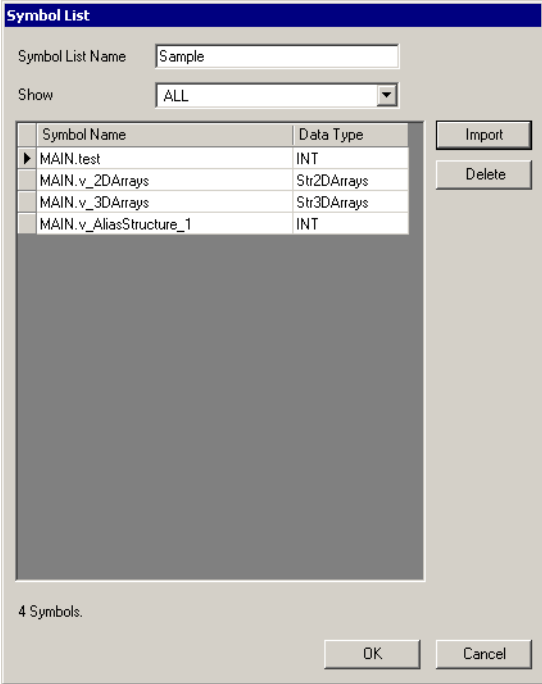 Symbol List
Symbol List Name Sample
Show ALL
Symbol Name Data Type Import
MAIN.test INT
MAIN.v_2DArrays Str2DArrays Delete
MAIN.v_3DArrays Str3DArrays
MAIN.v_AliasStructure_1 INT
4 Symbols.
OK Cancel